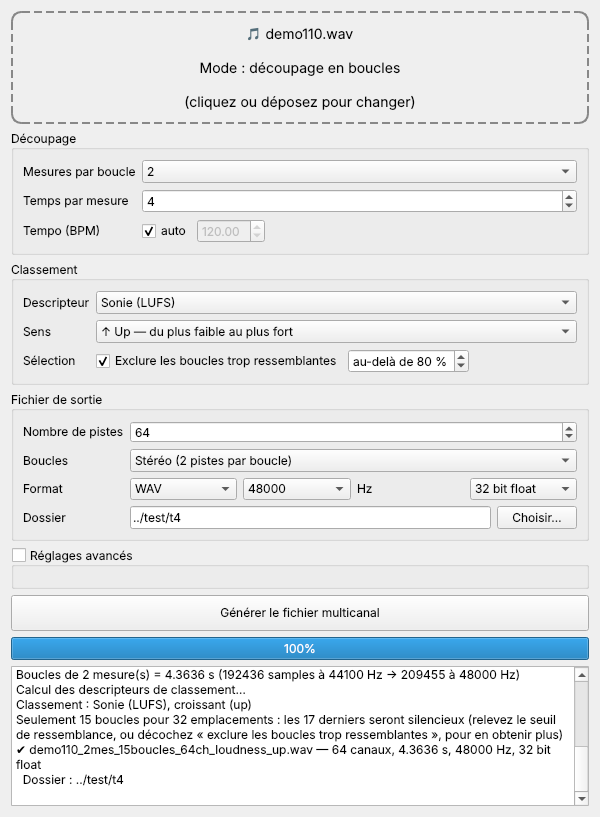 🎵 demo110.wav
Mode : découpage en boucles
(cliquez ou déposez pour changer)
Découpage
Mesures par boucle 2
Temps par mesure 4
Tempo (BPM) auto 120.00
Classement
Descripteur Sonie (LUFS)
Sens ↑ Up — du plus faible au plus fort
Sélection Exclure les boucles trop ressemblantes au-delà de 80 %
Fichier de sortie
Nombre de pistes 64
Boucles Stéréo (2 pistes par boucle)
Format WAV 48000 Hz 32 bit float
Dossier ../test/t4 Choisir...
Réglages avancés
Générer le fichier multicanal
100%
Boucles de 2 mesure(s) = 4.3636 s (192436 samples à 44100 Hz → 209455 à 48000 Hz)
Calcul des descripteurs de classement...
Classement : Sonie (LUFS), croissant (up)
Seulement 15 boucles pour 32 emplacements : les 17 derniers seront silencieux (relevez le seuil
de ressemblance, ou décochez « exclure les boucles trop ressemblantes », pour en obtenir plus)
✔ demo110_2mes_15boucles_64ch_loudness_up.wav — 64 canaux, 4.3636 s, 48000 Hz, 32 bit
float
Dossier : ../test/t4